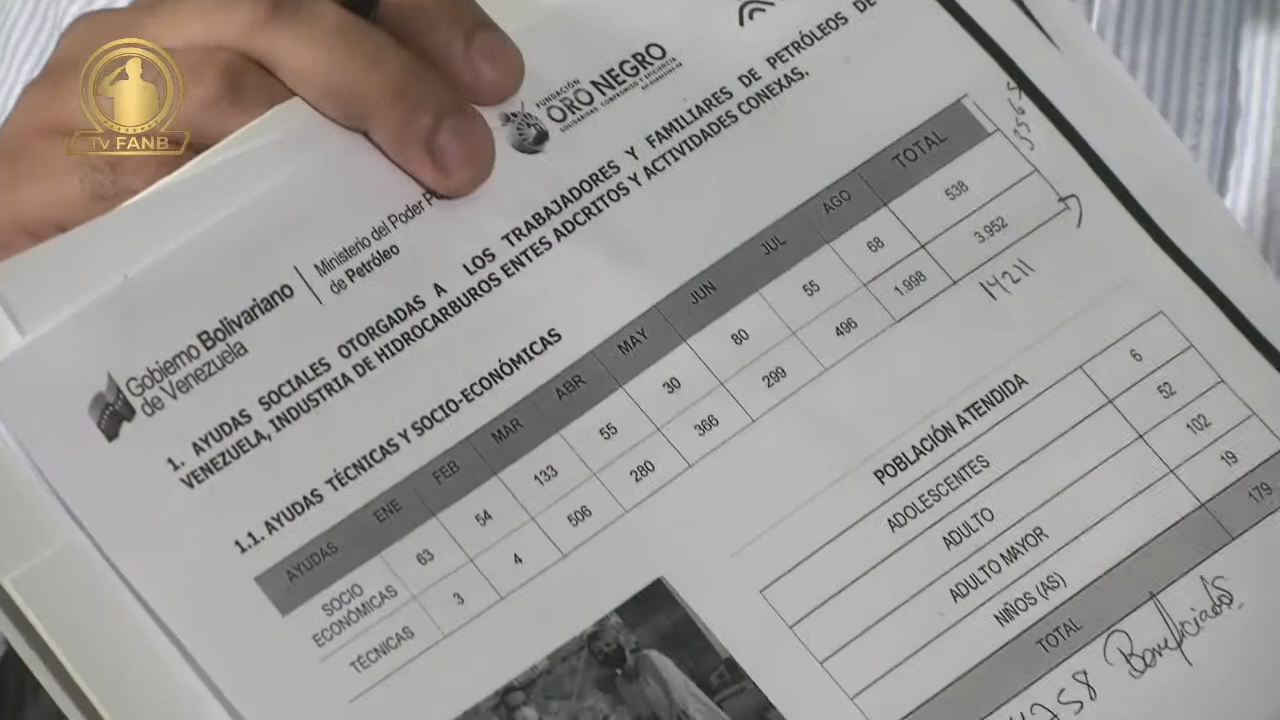 TV FANB
Gobierno Bolivariano
de Venezuela
Ministerio del Poder
de Petróleo
FUNDACIÓN
ORO NEGRO
SOLIDARIDAD, COMPROMISO Y EFICIENCIA
1. AYUDAS SOCIALES OTORGADAS A LOS TRABAJADORES Y FAMILIARES DE PETRÓLEOS DE
VENEZUELA, INDUSTRIA DE HIDROCARBUROS ENTES ADCRITOS Y ACTIVIDADES CONEXAS.
1.1. AYUDAS TÉCNICAS Y SOCIO-ECONÓMICAS
AYUDAS ENE FEB MAR ABR MAY JUN JUL AGO TOTAL
SOCIO
ECONÓMICAS 63 54 133 55 30 80 55 68 538
TÉCNICAS 3 4 506 280 366 299 496 1.998 3.952
14211
POBLACIÓN ATENDIDA
ADOLESCENTES 6
ADULTO 52
ADULTO MAYOR 102
NIÑOS (AS) 19
TOTAL 179
758 Beneficiados